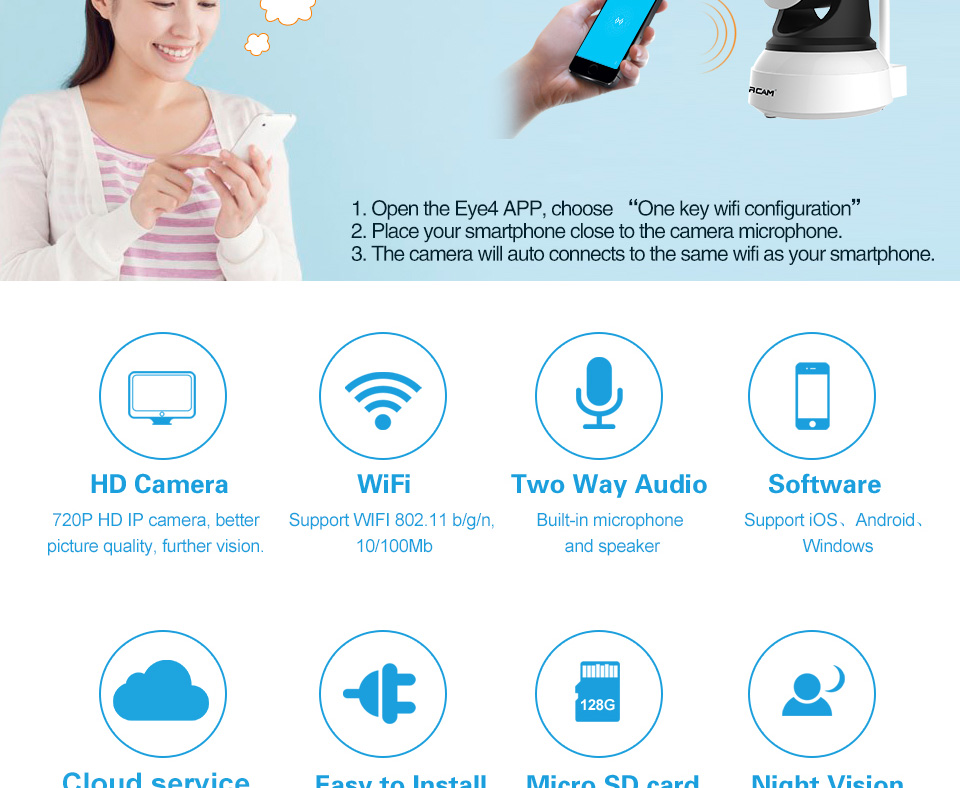 1. Open the Eye4 APP, choose “One key wifi configuration”
2. Place your smartphone close to the camera microphone.
3. The camera will auto connects to the same wifi as your smartphone.
HD Camera
WiFi
Two Way Audio
Software
720P HD IP camera, better
picture quality, further vision.
Support WIFI 802.11 b/g/n,
10/100Mb
Built-in microphone
and speaker
Support iOS、Android、
Windows
128G
Cloud service
Easy to Install
Micro SD card
Night Vision